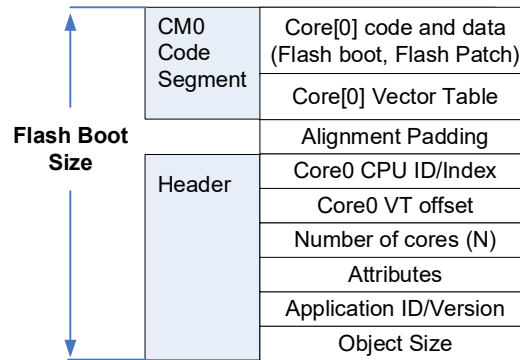 CM0
Code
Segment
Core[0] code and data
(Flash boot, Flash Patch)
Core[0] Vector Table
Flash Boot
Size
Alignment Padding
Header
Core0 CPU ID/Index
Core0 VT offset
Number of cores (N)
Attributes
Application ID/Version
Object Size